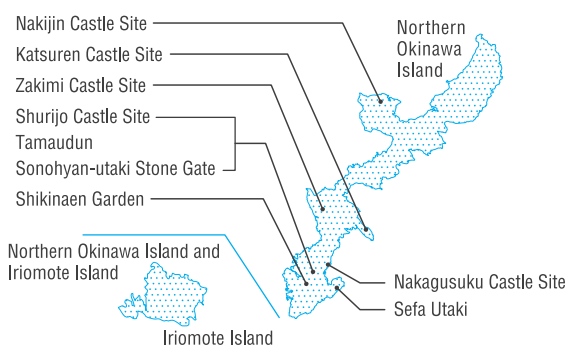 Nakijin Castle Site
Katsuren Castle Site
Zakimi Castle Site
Shurijo Castle Site
Tamaudun
Sonohyan-utaki Stone Gate
Shikinaen Garden
Northern
Okinawa
Island
Northern Okinawa Island and
Iriomote Island
Iriomote Island
Nakagusuku Castle Site
Sefa Utaki